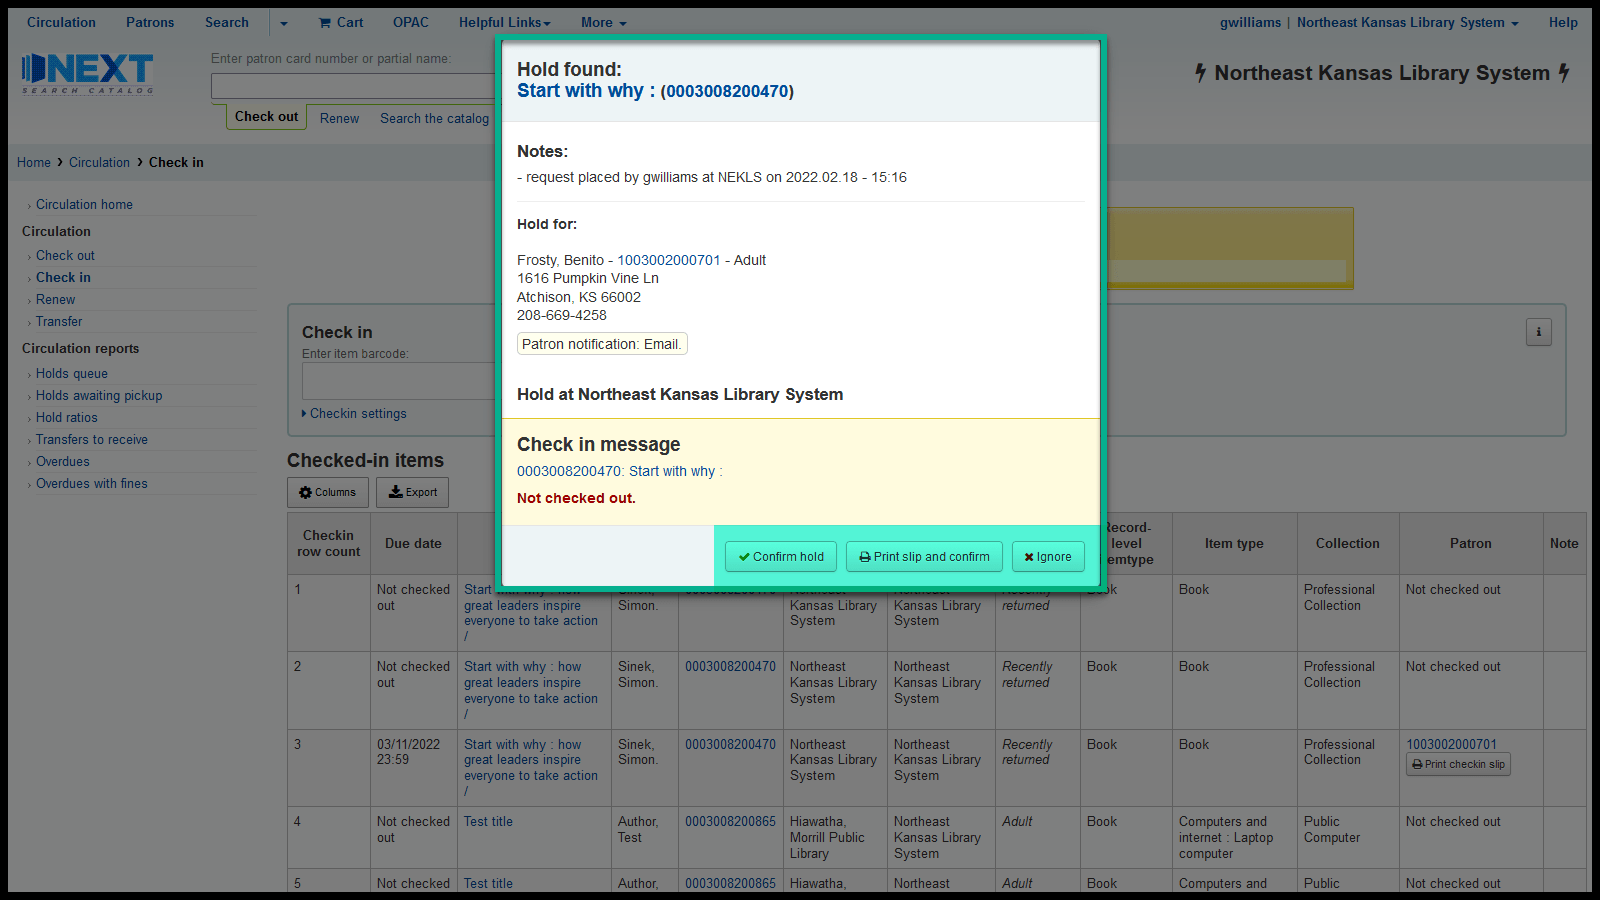 Circulation Patrons Search Cart OPAC Helpful Links More gwilliams | Northeast Kansas Library System Help
NEXT
SEARCH CATALOG
Enter patron card number or partial name:
Check out Renew Search the catalog
Northeast Kansas Library System
Home › Circulation › Check in
Circulation home
Circulation
Check out
Check in
Renew
Transfer
Circulation reports
Holds queue
Holds awaiting pickup
Hold ratios
Transfers to receive
Overdues
Overdues with fines
Hold found:
Start with why : (0003008200470)
Notes:
- request placed by gwilliams at NEKLS on 2022.02.18 - 15:16
Hold for:
Frosty, Benito - 1003002000701 - Adult
1616 Pumpkin Vine Ln
Atchison, KS 66002
208-669-4258
Patron notification: Email.
Hold at Northeast Kansas Library System
Check in message
0003008200470: Start with why :
Not checked out.
Confirm hold Print slip and confirm Ignore
Check in
Enter item barcode:
Checkin settings
i
Checked-in items
Columns Export
Checkin row count Due date Record-level itemtype Item type Collection Patron Note
1 Not checked out Start with why : how great leaders inspire everyone to take action / Sinek, Simon. 0003008200470 Northeast Kansas Library System Northeast Kansas Library System Recently returned Book Book Professional Collection Not checked out
2 Not checked out Start with why : how great leaders inspire everyone to take action / Sinek, Simon. 0003008200470 Northeast Kansas Library System Northeast Kansas Library System Recently returned Book Book Professional Collection Not checked out
3 03/11/2022 23:59 Start with why : how great leaders inspire everyone to take action / Sinek, Simon. 0003008200470 Northeast Kansas Library System Northeast Kansas Library System Recently returned Book Book Professional Collection 1003002000701 Print checkin slip
4 Not checked out Test title Author, Test 0003008200865 Hiawatha, Morrill Public Library Northeast Kansas Library System Adult Book Computers and internet : Laptop computer Public Computer Not checked out
5 Not checked Test title Author, 0003008200865 Hiawatha, Northeast Adult Book Computers and Public Not checked out